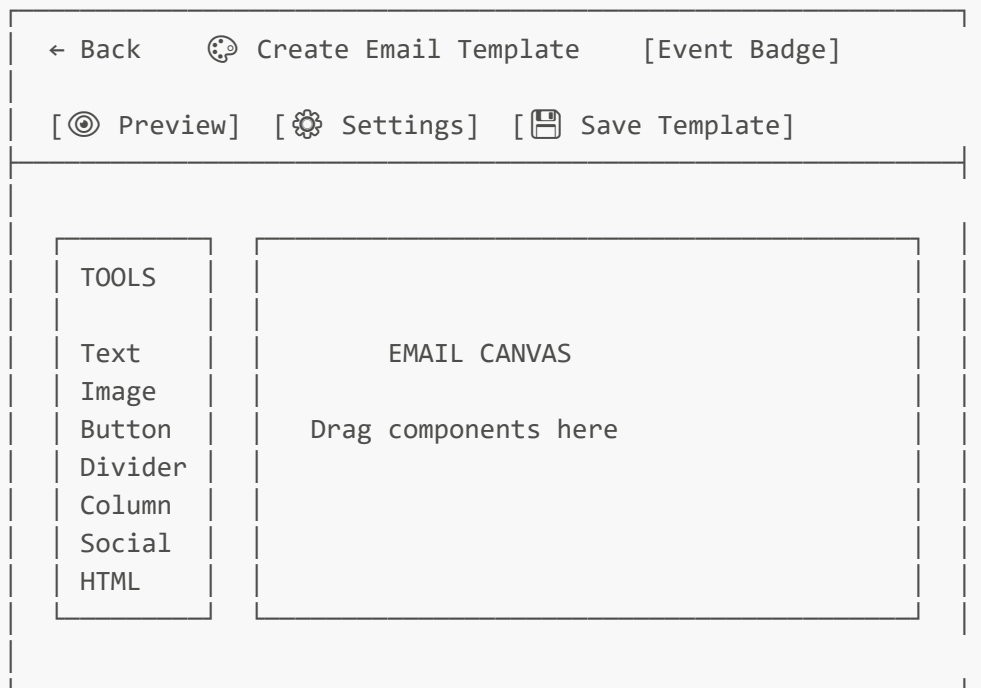 ← Back 🎨 Create Email Template [Event Badge]
[👁 Preview] [⚙ Settings] [💾 Save Template]
TOOLS
Text
EMAIL CANVAS
Image
Button
Drag components here
Divider
Column
Social
HTML